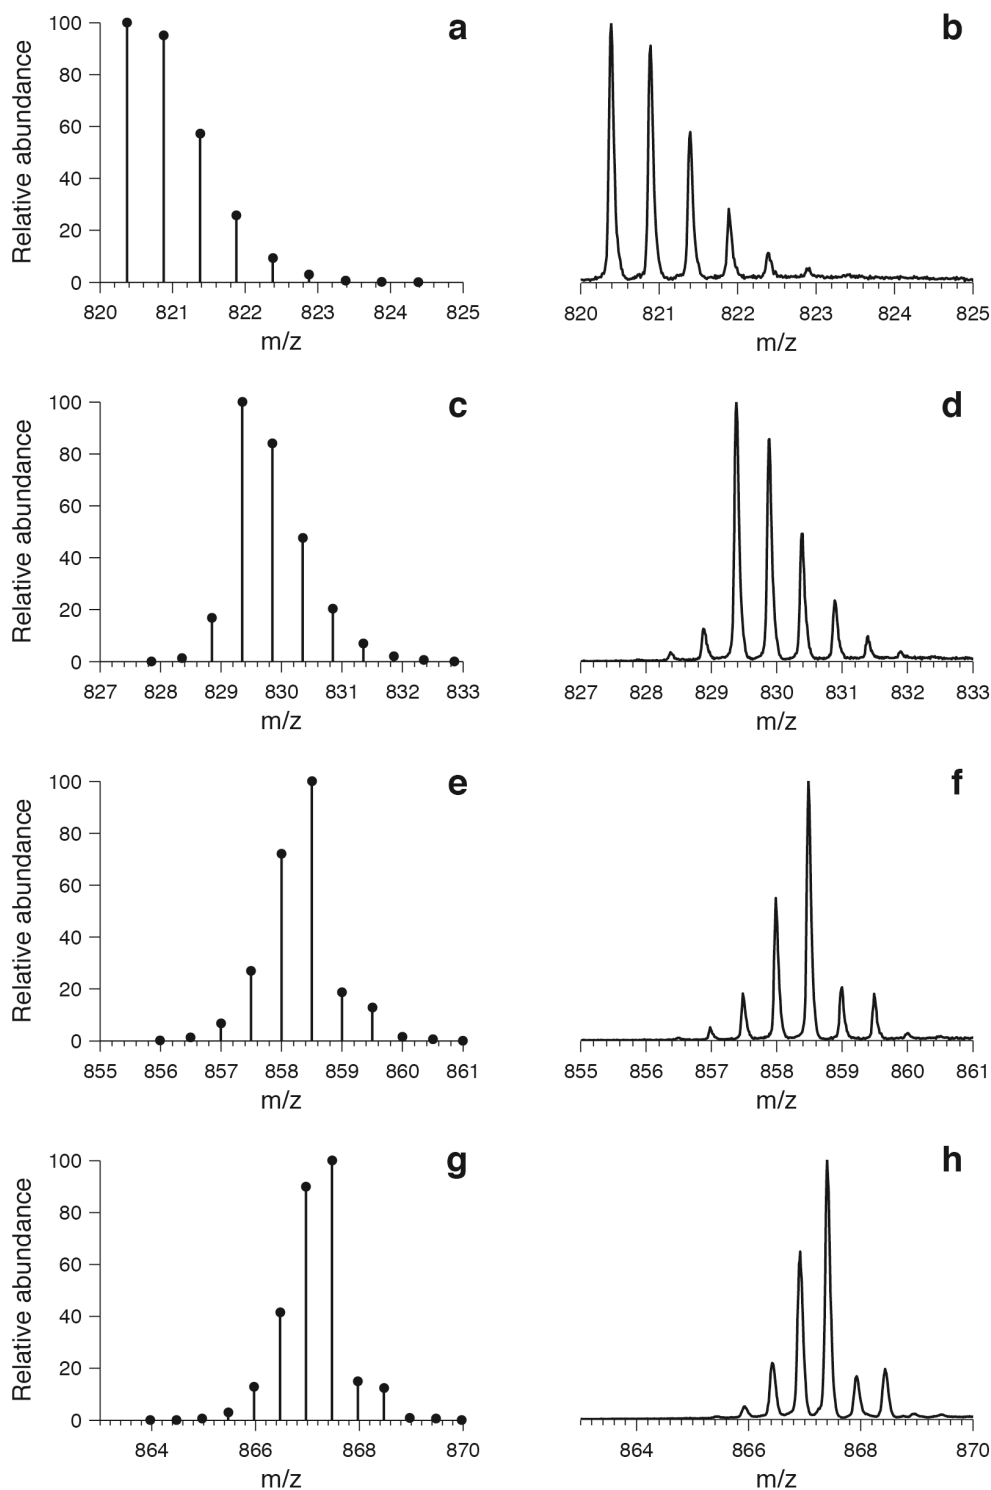 a
Relative abundance
100
80
60
40
20
0
820 821 822 823 824 825
m/z
b
820 821 822 823 824 825
m/z
c
Relative abundance
100
80
60
40
20
0
827 828 829 830 831 832 833
m/z
d
827 828 829 830 831 832 833
m/z
e
Relative abundance
100
80
60
40
20
0
855 856 857 858 859 860 861
m/z
f
855 856 857 858 859 860 861
m/z
g
Relative abundance
100
80
60
40
20
0
864 866 868 870
m/z
h
864 866 868 870
m/z